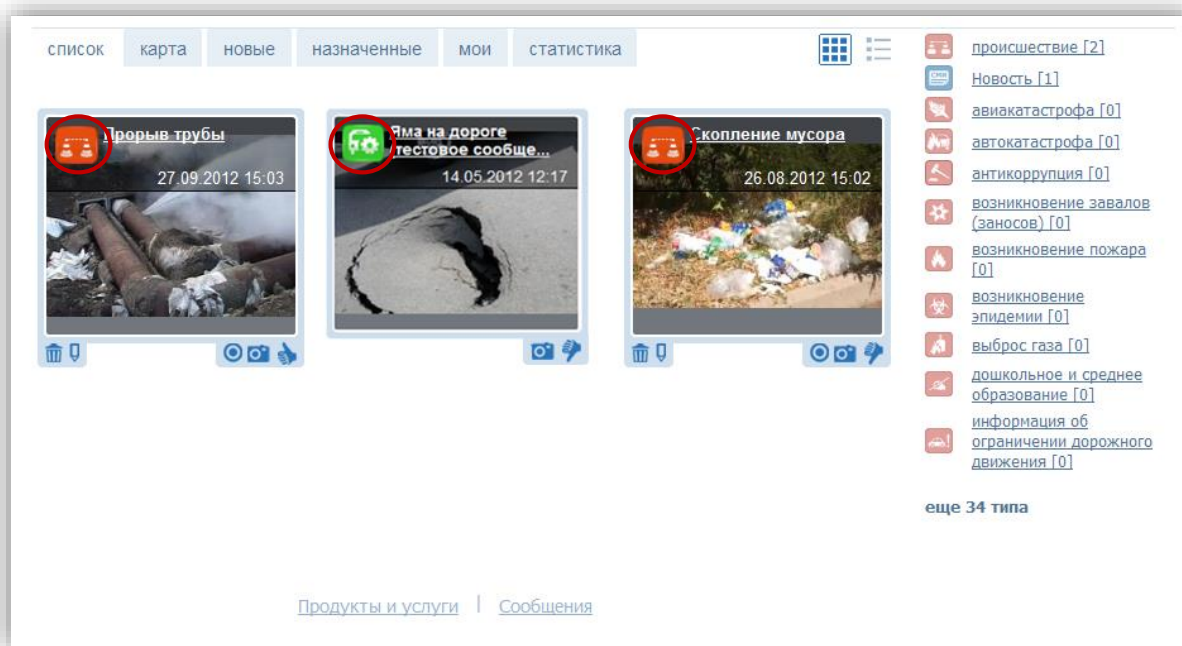 список карта новые назначенные мои статистика
Прорыв трубы
27.09.2012 15:03
Яма на дороге
(тестовое сообще...
14.05.2012 12:17
Скопление мусора
26.08.2012 15:02
происшествие [2]
Новость [1]
авиакатастрофа [0]
автокатастрофа [0]
антикоррупция [0]
возникновение завалов
(заносов) [0]
возникновение пожара
[0]
возникновение
эпидемии [0]
выброс газа [0]
дошкольное и среднее
образование [0]
информация об
ограничении дорожного
движения [0]
еще 34 типа
Продукты и услуги | Сообщения